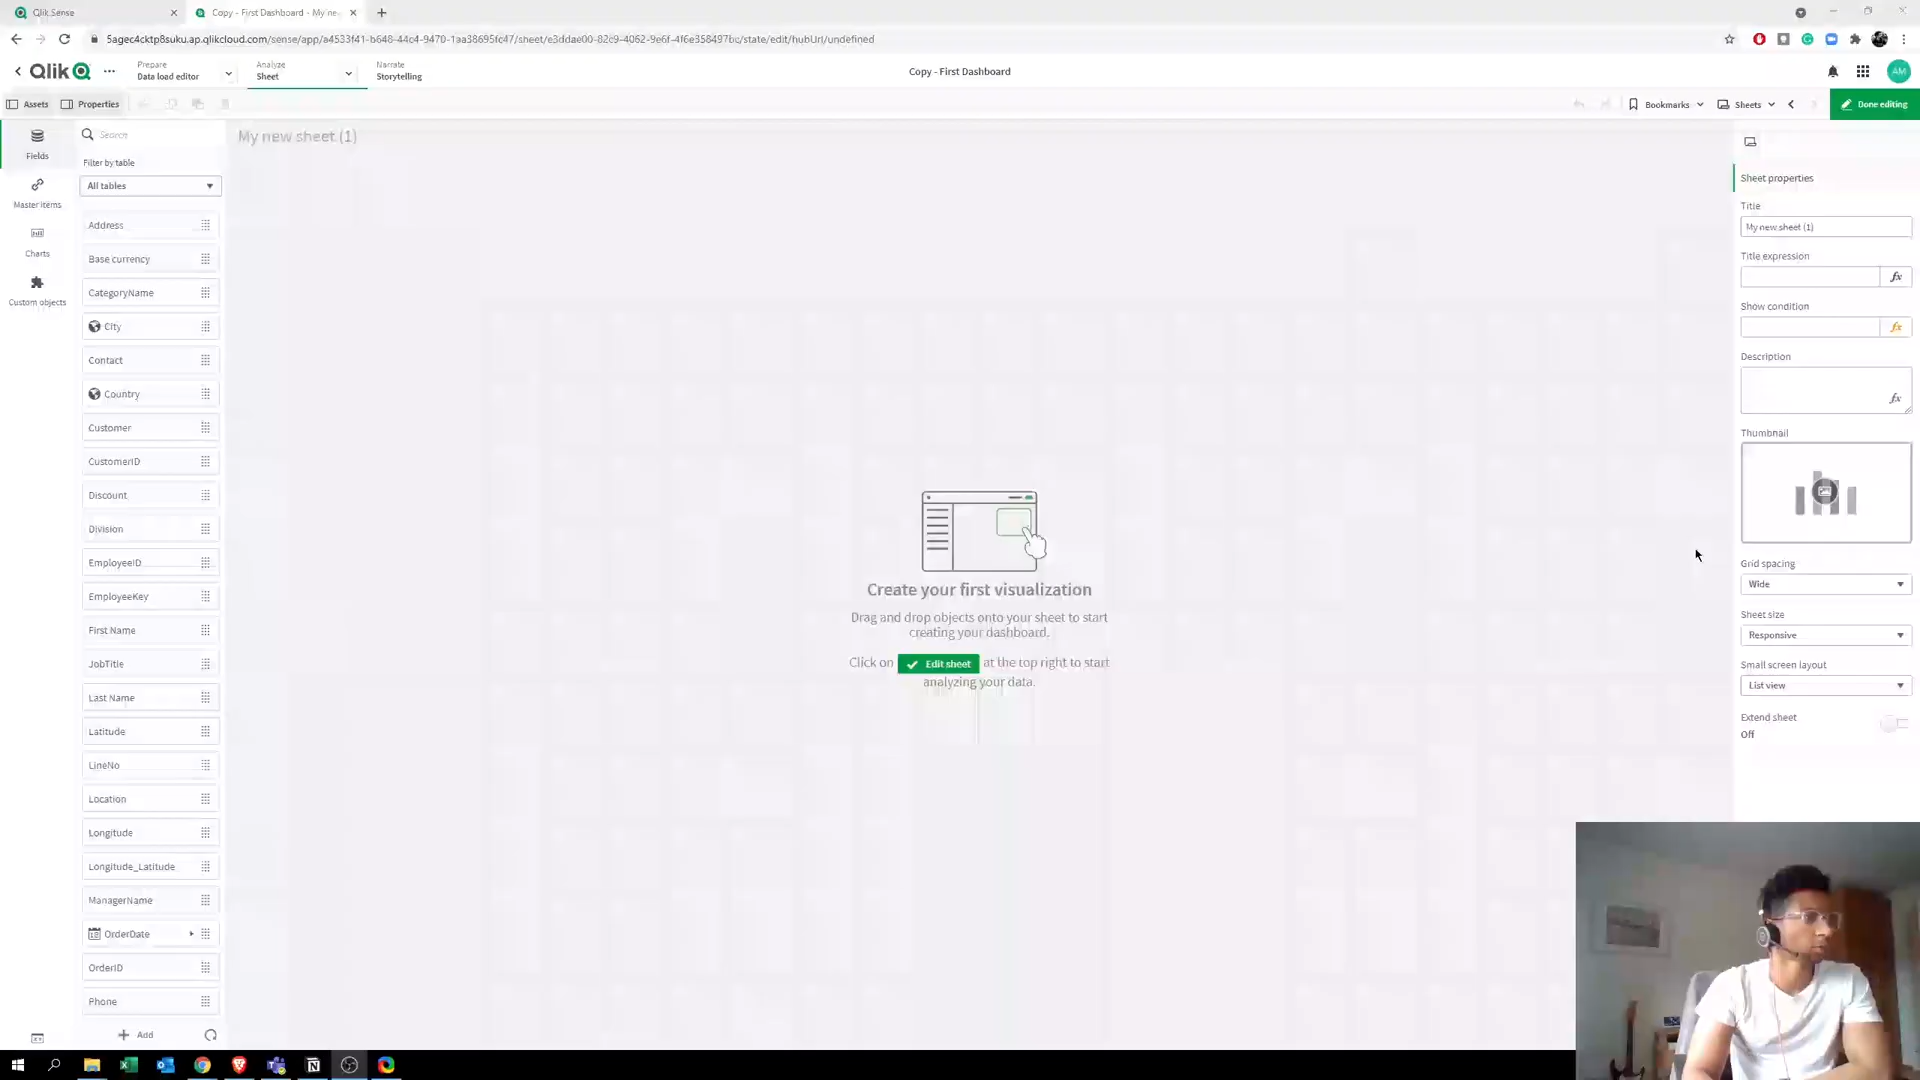 Qlik Sense
Copy - First Dashboard - My ne
5agec4cktp8suku.ap.qlikcloud.com/sense/app/a4533f41-b648-44c4-9470-1aa38695fc47/sheet/e3ddae00-82c9-4062-9e6f-4f6e358497bc/state/edit/hubUrl/undefined
Qlik
Prepare
Data load editor
Analyze
Sheet
Narrate
Storytelling
Copy - First Dashboard
AM
Assets
Properties
Bookmarks
Sheets
Done editing
Fields
Master items
Charts
Custom objects
Search
Filter by table
All tables
Address
Base currency
CategoryName
City
Contact
Country
Customer
CustomerID
Discount
Division
EmployeeID
EmployeeKey
First Name
JobTitle
Last Name
Latitude
LineNo
Location
Longitude
Longitude_Latitude
ManagerName
OrderDate
OrderID
Phone
Add
My new sheet (1)
Create your first visualization
Drag and drop objects onto your sheet to start
creating your dashboard.
Click on Edit sheet at the top right to start
analyzing your data.
Sheet properties
Title
My new sheet (1)
Title expression
fx
Show condition
fx
Description
fx
Thumbnail
Grid spacing
Wide
Sheet size
Responsive
Small screen layout
List view
Extend sheet
Off